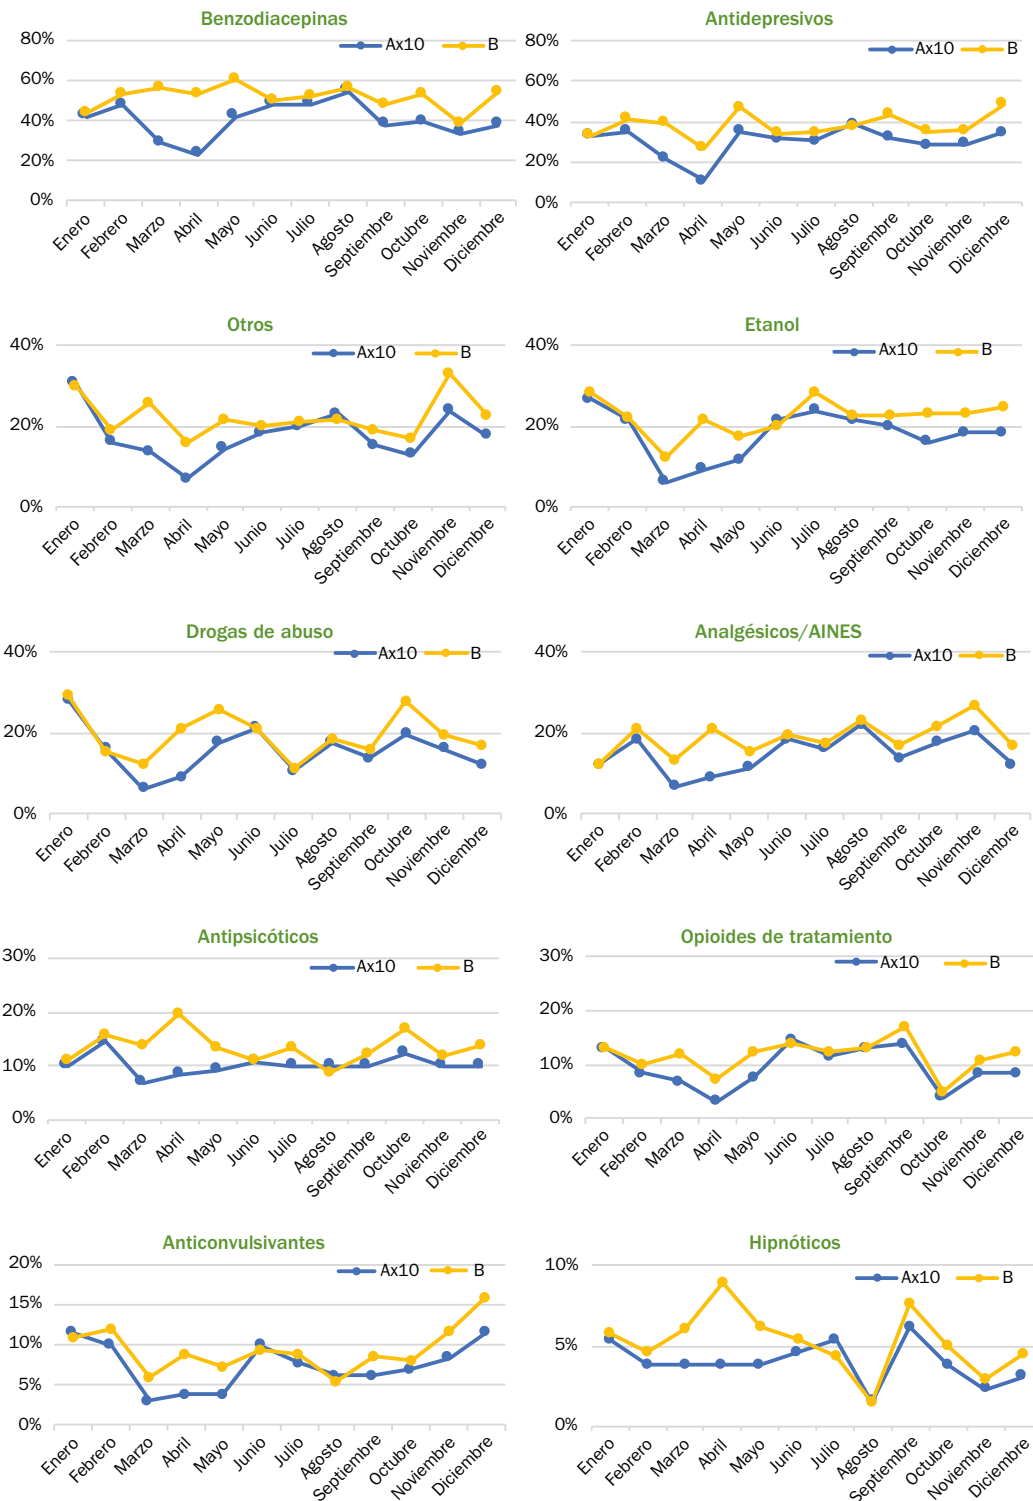 Benzodiacepinas
80%
60%
40%
20%
0%
Ax10
B
Enero
Febrero
Marzo
Abril
Mayo
Junio
Julio
Agosto
Septiembre
Octubre
Noviembre
Diciembre
Antidepresivos
80%
60%
40%
20%
0%
Ax10
B
Enero
Febrero
Marzo
Abril
Mayo
Junio
Julio
Agosto
Septiembre
Octubre
Noviembre
Diciembre
Otros
40%
20%
0%
Ax10
B
Enero
Febrero
Marzo
Abril
Mayo
Junio
Julio
Agosto
Septiembre
Octubre
Noviembre
Diciembre
Etanol
40%
20%
0%
Ax10
B
Enero
Febrero
Marzo
Abril
Mayo
Junio
Julio
Agosto
Septiembre
Octubre
Noviembre
Diciembre
Drogas de abuso
40%
20%
0%
Ax10
B
Enero
Febrero
Marzo
Abril
Mayo
Junio
Julio
Agosto
Septiembre
Octubre
Noviembre
Diciembre
Analgésicos/AINES
40%
20%
0%
Ax10
B
Enero
Febrero
Marzo
Abril
Mayo
Junio
Julio
Agosto
Septiembre
Octubre
Noviembre
Diciembre
Antipsicóticos
30%
20%
10%
0%
Ax10
B
Enero
Febrero
Marzo
Abril
Mayo
Junio
Julio
Agosto
Septiembre
Octubre
Noviembre
Diciembre
Opioides de tratamiento
30%
20%
10%
0%
Ax10
B
Enero
Febrero
Marzo
Abril
Mayo
Junio
Julio
Agosto
Septiembre
Octubre
Noviembre
Diciembre
Anticonvulsivantes
20%
15%
10%
5%
0%
Ax10
B
Enero
Febrero
Marzo
Abril
Mayo
Junio
Julio
Agosto
Septiembre
Octubre
Noviembre
Diciembre
Hipnóticos
10%
5%
0%
Ax10
B
Enero
Febrero
Marzo
Abril
Mayo
Junio
Julio
Agosto
Septiembre
Octubre
Noviembre
Diciembre